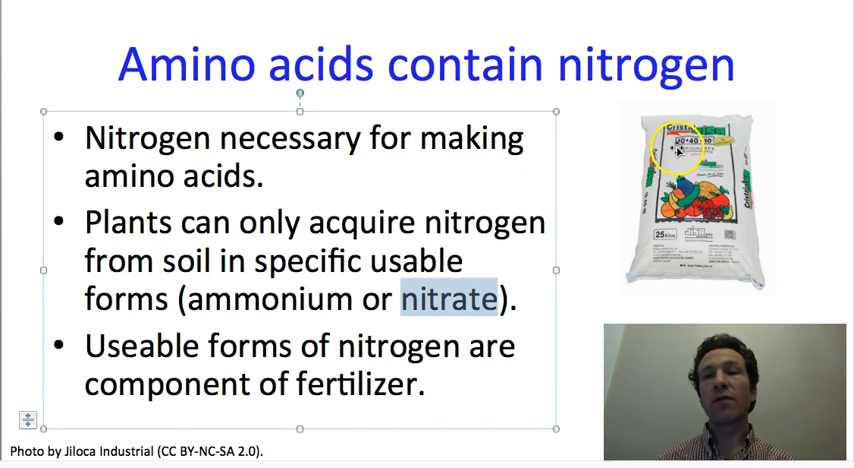 Amino acids contain nitrogen
• Nitrogen necessary for making
amino acids.
• Plants can only acquire nitrogen
from soil in specific usable
forms (ammonium or nitrate).
• Useable forms of nitrogen are
component of fertilizer.
25 Kilos
Photo by Jiloca Industrial (CC BY-NC-SA 2.0).